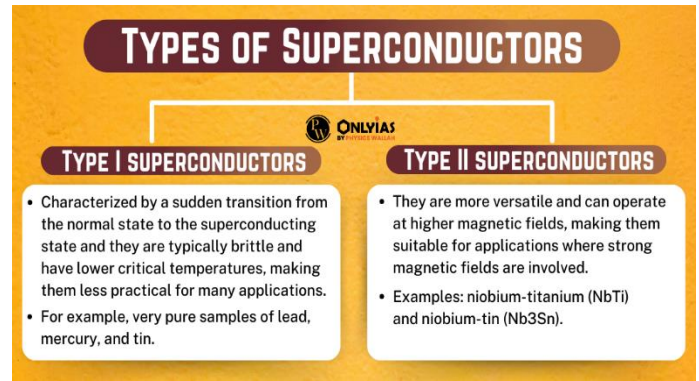 TYPES OF SUPERCONDUCTORS
PW ONLYIAS
BY PHYSICS WALLAH
TYPE I SUPERCONDUCTORS
• Characterized by a sudden transition from
the normal state to the superconducting
state and they are typically brittle and
have lower critical temperatures, making
them less practical for many applications.
• For example, very pure samples of lead,
mercury, and tin.
TYPE II SUPERCONDUCTORS
• They are more versatile and can operate
at higher magnetic fields, making them
suitable for applications where strong
magnetic fields are involved.
• Examples: niobium-titanium (NbTi)
and niobium-tin (Nb3Sn).